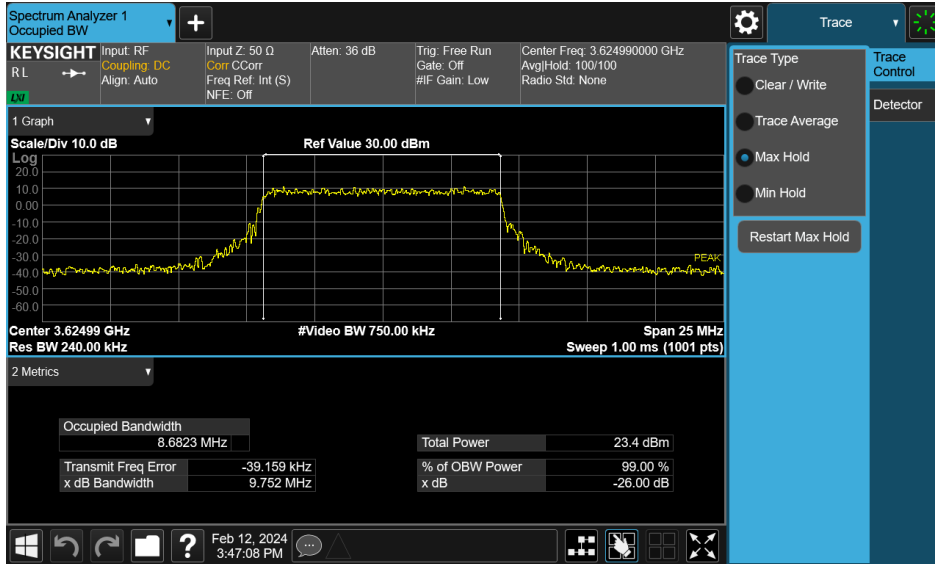 Spectrum Analyzer 1
Occupied BW
Trace
KEYSIGHT
R L
LXI
Input: RF
Coupling: DC
Align: Auto
Input Z: 50 Ω
Corr CCorr
Freq Ref: Int (S)
NFE: Off
Atten: 36 dB
Trig: Free Run
Gate: Off
#IF Gain: Low
Center Freq: 3.624990000 GHz
Avg|Hold: 100/100
Radio Std: None
Trace Type
Clear / Write
Trace Average
Max Hold
Min Hold
Restart Max Hold
Trace
Control
Detector
1 Graph
Scale/Div 10.0 dB
Ref Value 30.00 dBm
Log
20.0
10.0
0.00
-10.0
-20.0
-30.0
-40.0
-50.0
-60.0
PEAK
Center 3.62499 GHz
#Video BW 750.00 kHz
Span 25 MHz
Res BW 240.00 kHz
Sweep 1.00 ms (1001 pts)
2 Metrics
Occupied Bandwidth
8.6823 MHz
Total Power 23.4 dBm
Transmit Freq Error -39.159 kHz
% of OBW Power 99.00 %
x dB Bandwidth 9.752 MHz
x dB -26.00 dB
Feb 12, 2024
3:47:08 PM